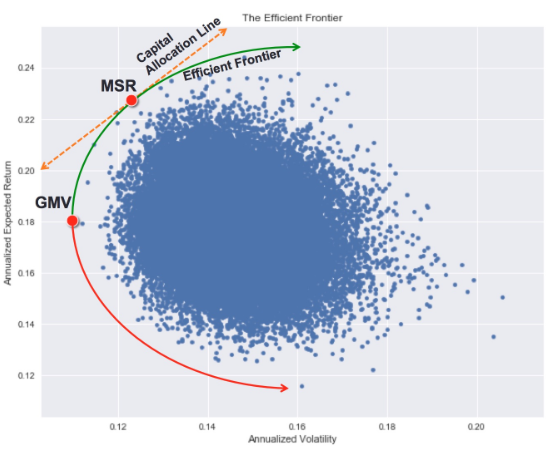 The Efficient Frontier
Capital
Allocation Line
Efficient Frontier
MSR
GMV
Annualized Expected Return
0.24
0.22
0.20
0.18
0.16
0.14
0.12
0.12 0.14 0.16 0.18 0.20
Annualized Volatility